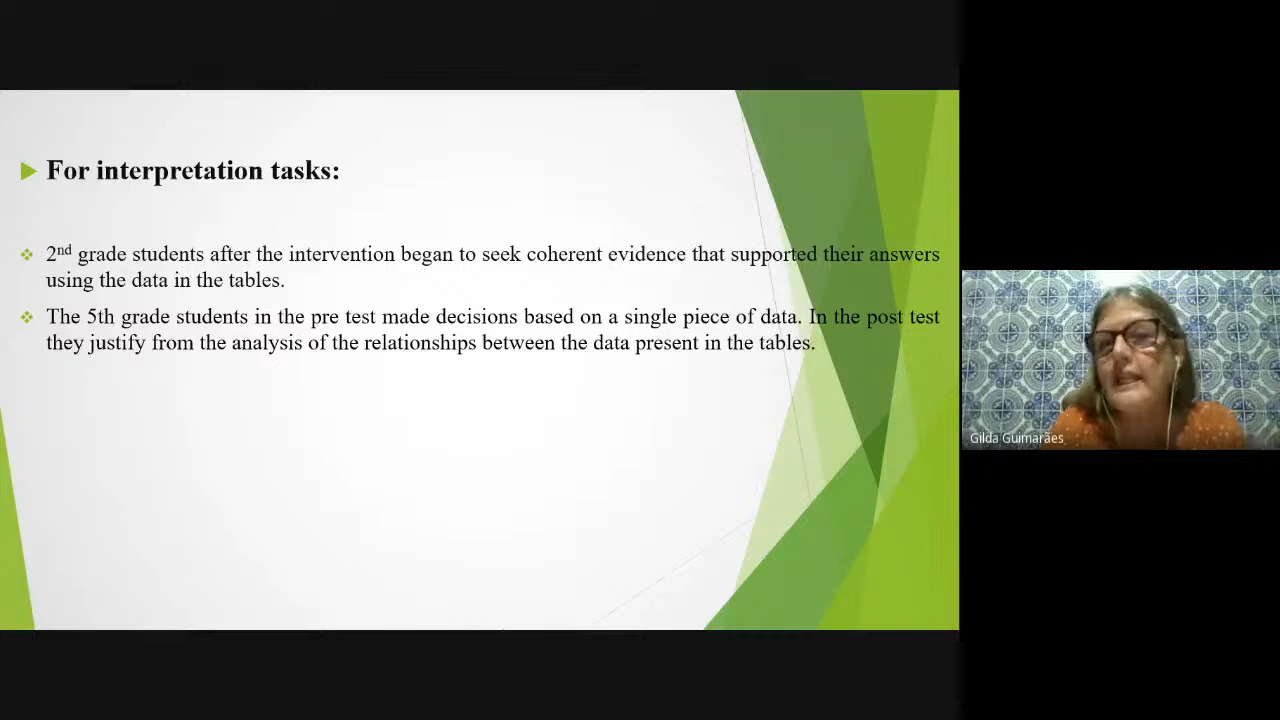 For interpretation tasks:
2nd grade students after the intervention began to seek coherent evidence that supported their answers
using the data in the tables.
The 5th grade students in the pre test made decisions based on a single piece of data. In the post test
they justify from the analysis of the relationships between the data present in the tables.
Gilda Guimarães